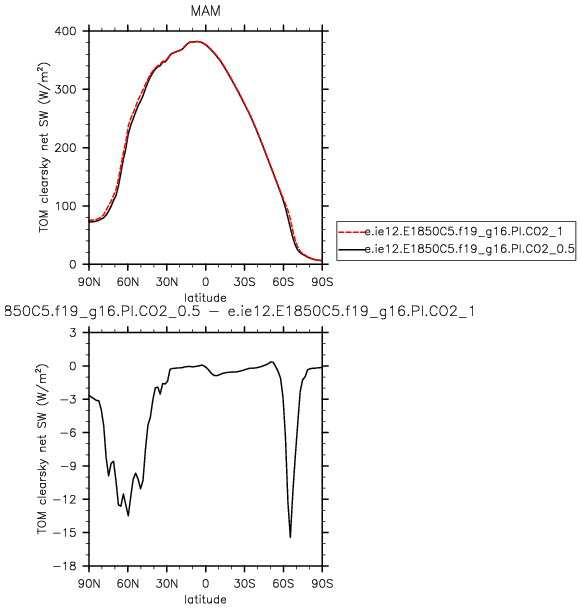 MAM
TOM clearsky net SW (W/m²)
400
300
200
100
0
90N 60N 30N 0 30S 60S 90S
latitude
e.ie12.E1850C5.f19_g16.PI.CO2_1
e.ie12.E1850C5.f19_g16.PI.CO2_0.5
850C5.f19_g16.PI.CO2_0.5 − e.ie12.E1850C5.f19_g16.PI.CO2_1
TOM clearsky net SW (W/m²)
3
0
−3
−6
−9
−12
−15
−18
90N 60N 30N 0 30S 60S 90S
latitude